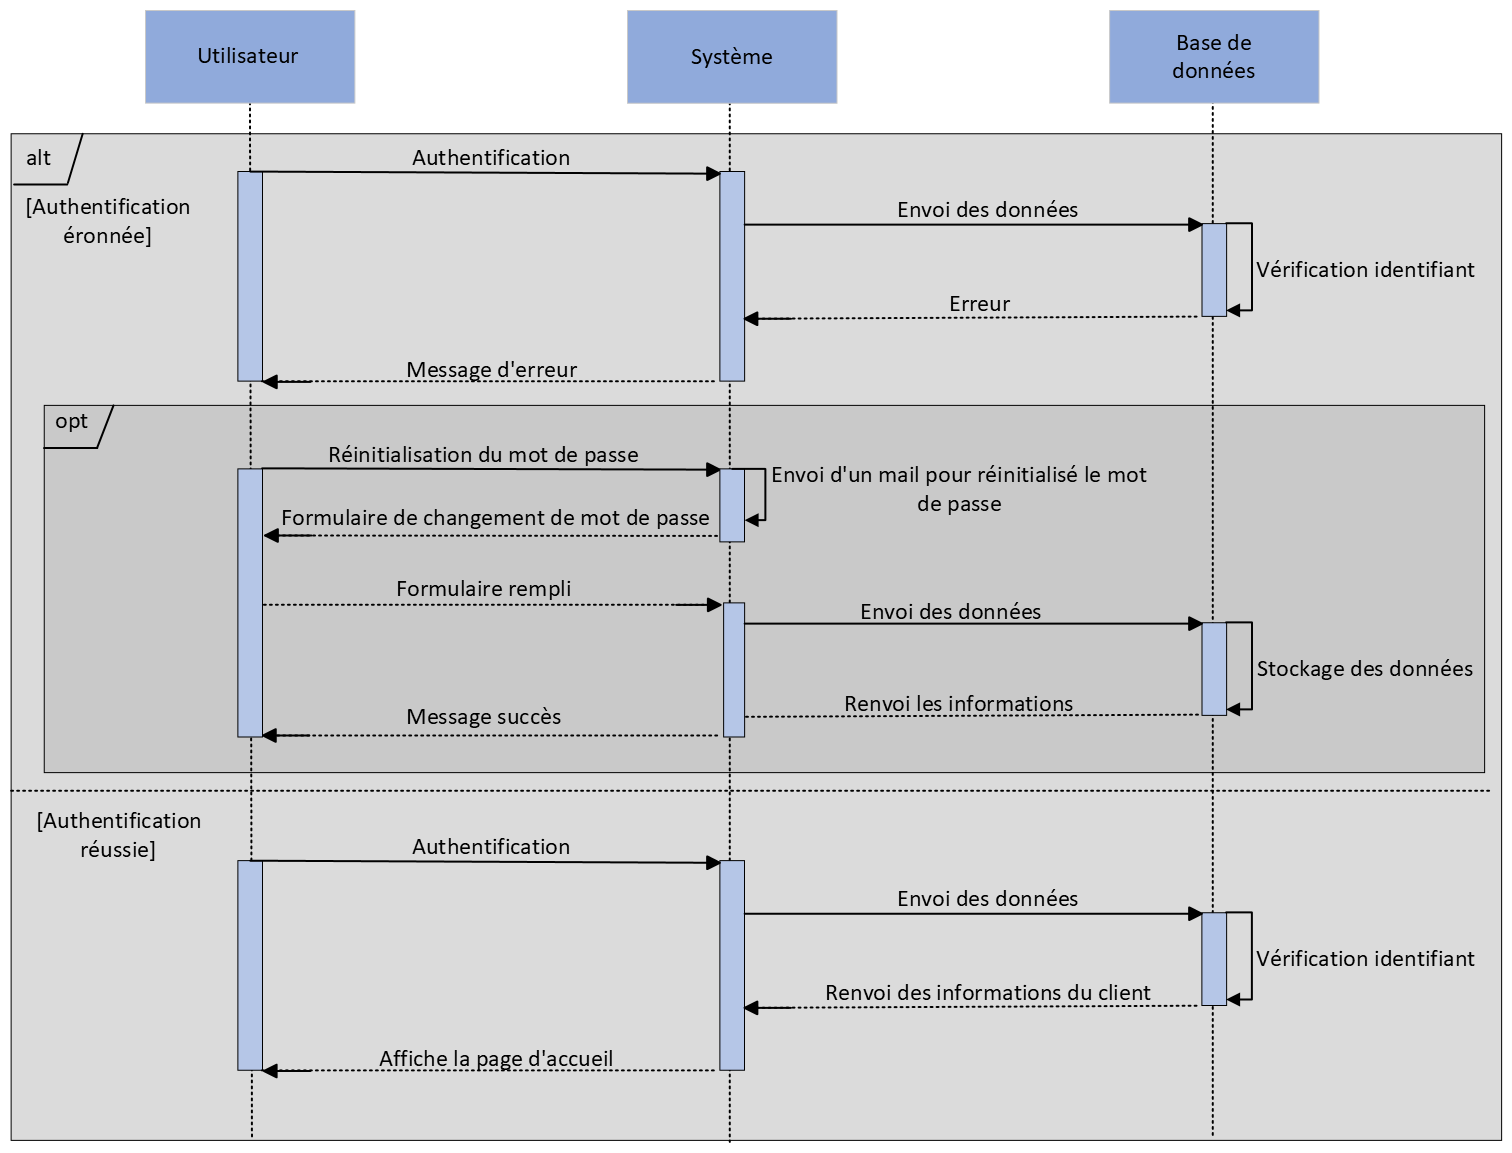 Utilisateur
Système
Base de
données
alt
Authentification
[Authentification
éronnée]
Envoi des données
Vérification identifiant
Erreur
Message d'erreur
opt
Réinitialisation du mot de passe
Envoi d'un mail pour réinitialisé le mot
de passe
Formulaire de changement de mot de passe
Formulaire rempli
Envoi des données
Stockage des données
Renvoi les informations
Message succès
[Authentification
réussie]
Authentification
Envoi des données
Vérification identifiant
Renvoi des informations du client
Affiche la page d'accueil